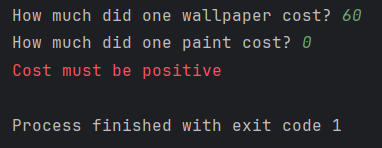 How much did one wallpaper cost? 60
How much did one paint cost? 0
Cost must be positive
Process finished with exit code 1